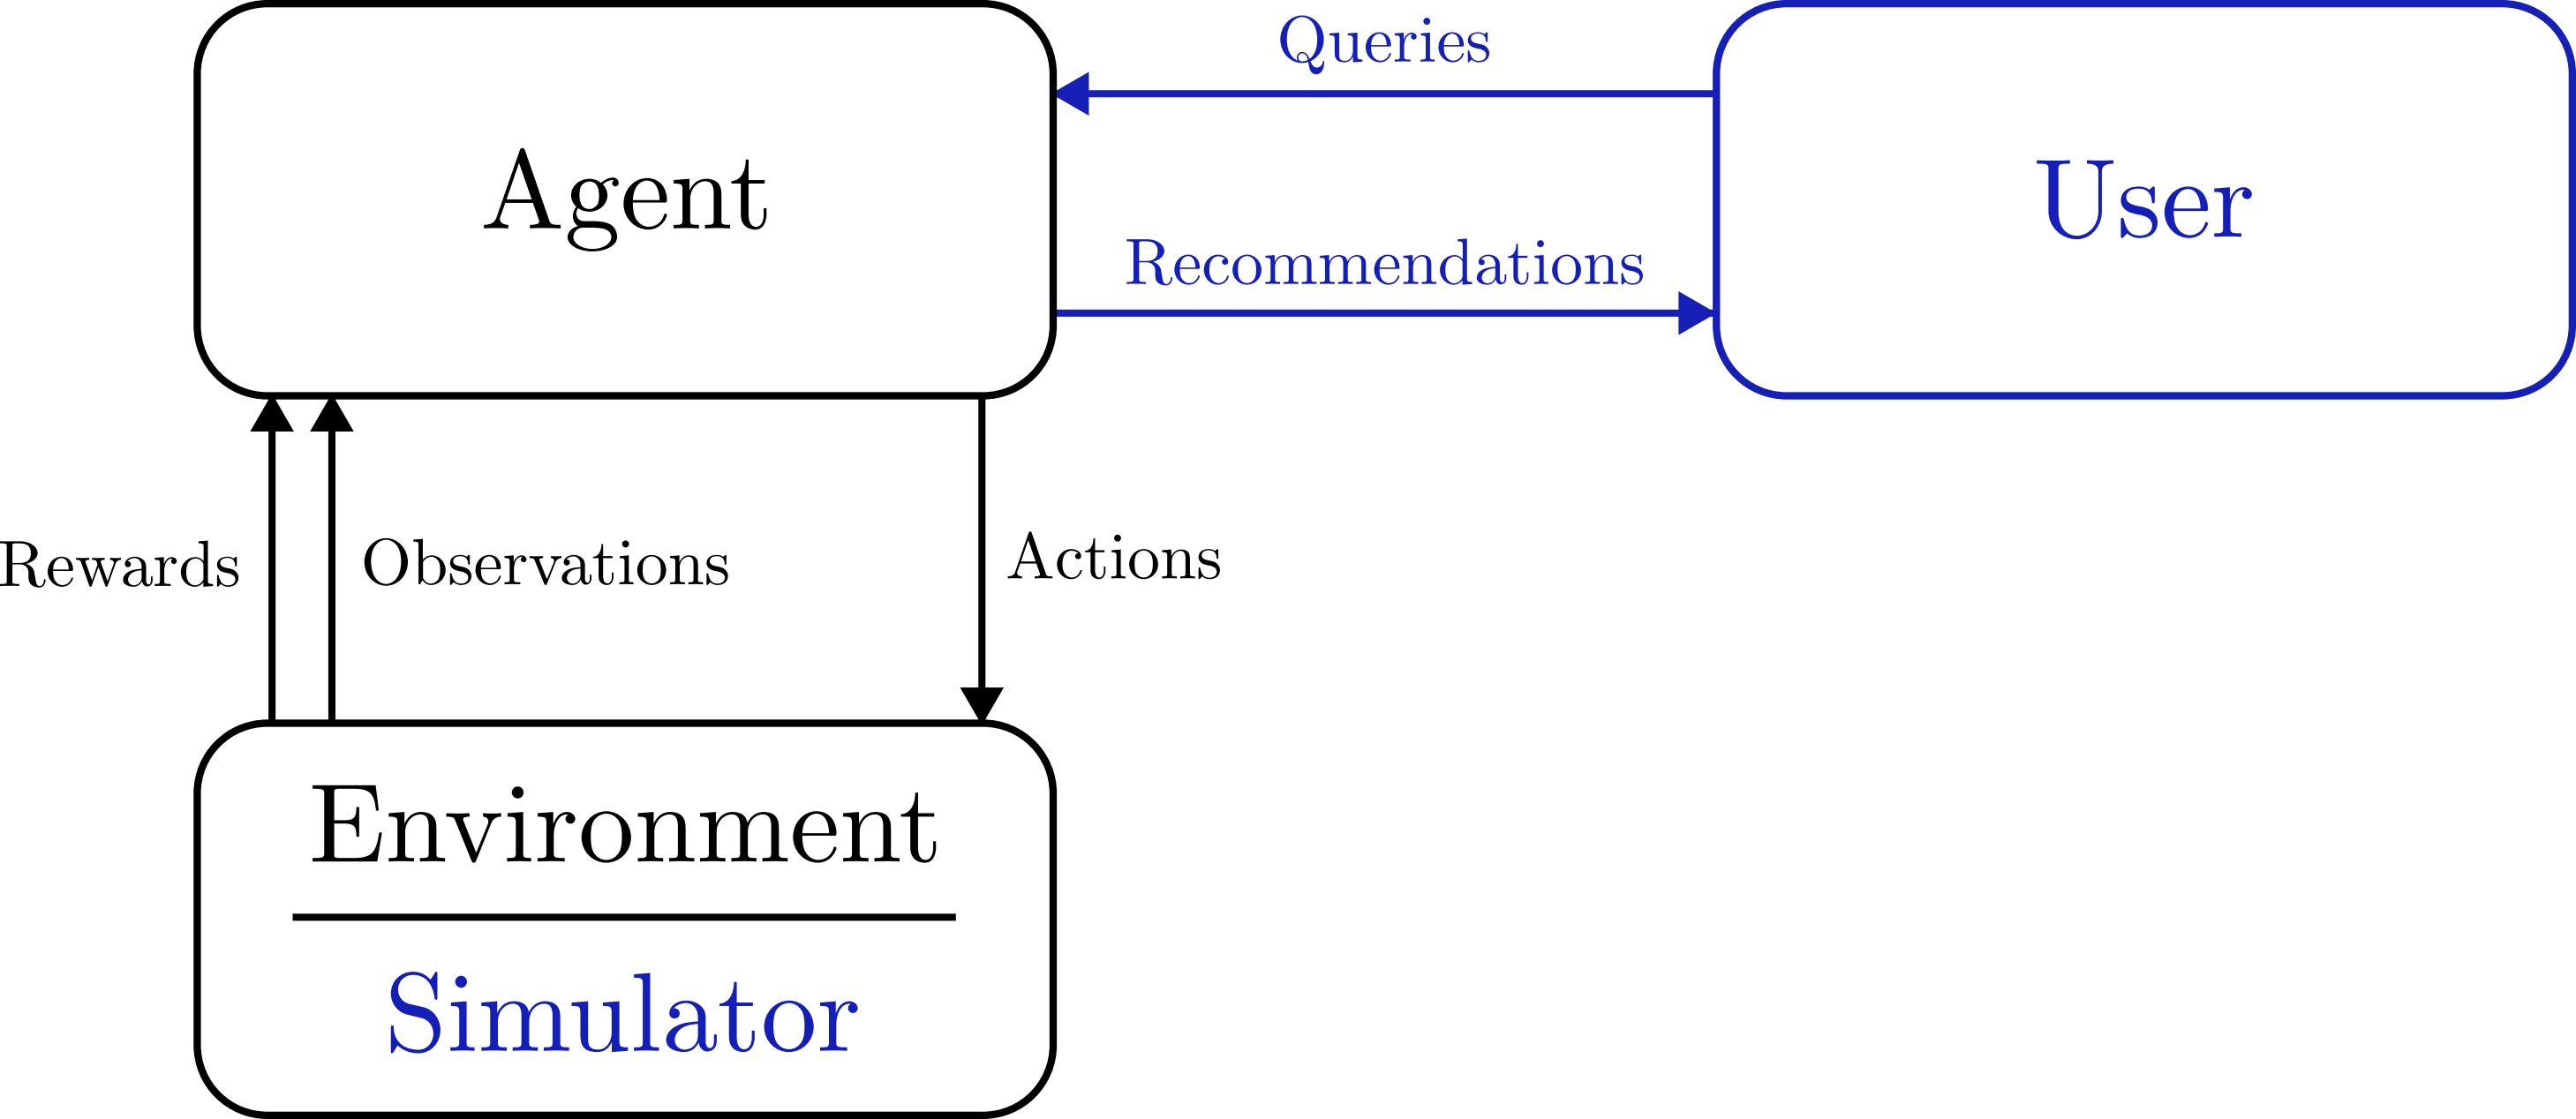 Queries
Agent
User
Recommendations
Rewards
Observations
Actions
Environment
Simulator